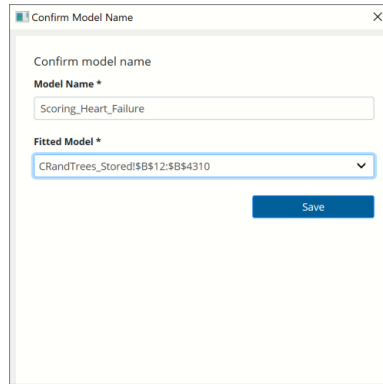 Confirm Model Name
Confirm model name
Model Name *
Scoring_Heart_Failure
Fitted Model *
CRandTrees_Stored!$B$12:$B$4310
Save